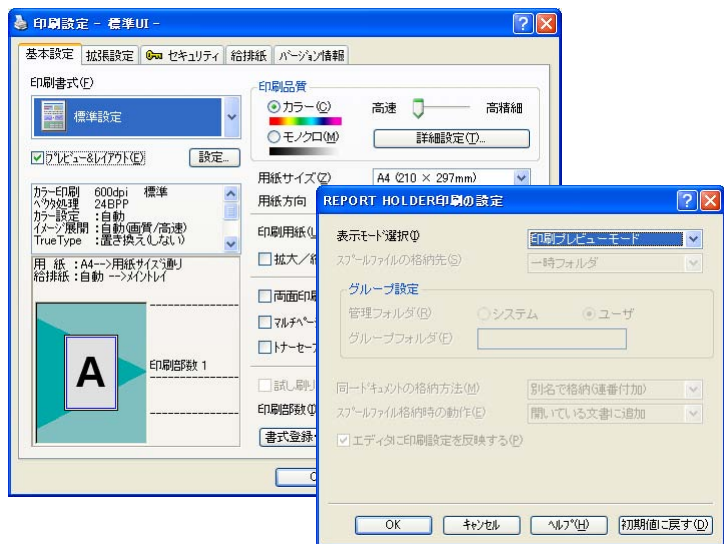 印刷設定 - 標準UI -
基本設定 拡張設定 セキュリティ 給排紙 バージョン情報
印刷書式(F)
標準設定
プレビュー&レイアウト(E) 設定...
カラー印刷 600dpi 標準
ベクタ処理 24BPP
カラー設定 :自動
イメージ展開 :自動(画質/高速)
TrueType :置き換え(しない)
用 紙 :A4-->用紙サイズ通り
給排紙 :自動 -->メイントレイ
A
印刷部数 1
印刷品質
カラー(C) 高速 高精細
モノクロ(M) 詳細設定(T)...
用紙サイズ(Z) A4 (210 × 297mm)
用紙方向
印刷用紙(L
拡大/
両面印
マルチペー
トナーセー
試し刷り
印刷部数(
書式登録
REPORT HOLDER印刷の設定
表示モード選択(I) 印刷プレビューモード
スプールファイルの格納先(S) 一時フォルダ
グループ設定
管理フォルダ(R) システム ユーザ
グループフォルダ(F)
同一ドキュメントの格納方法(M) 別名で格納(連番付加)
スプールファイル格納時の動作(E) 開いている文書に追加
エディタに印刷設定を反映する(P)
OK キャンセル ヘルプ(H) 初期値に戻す(D)